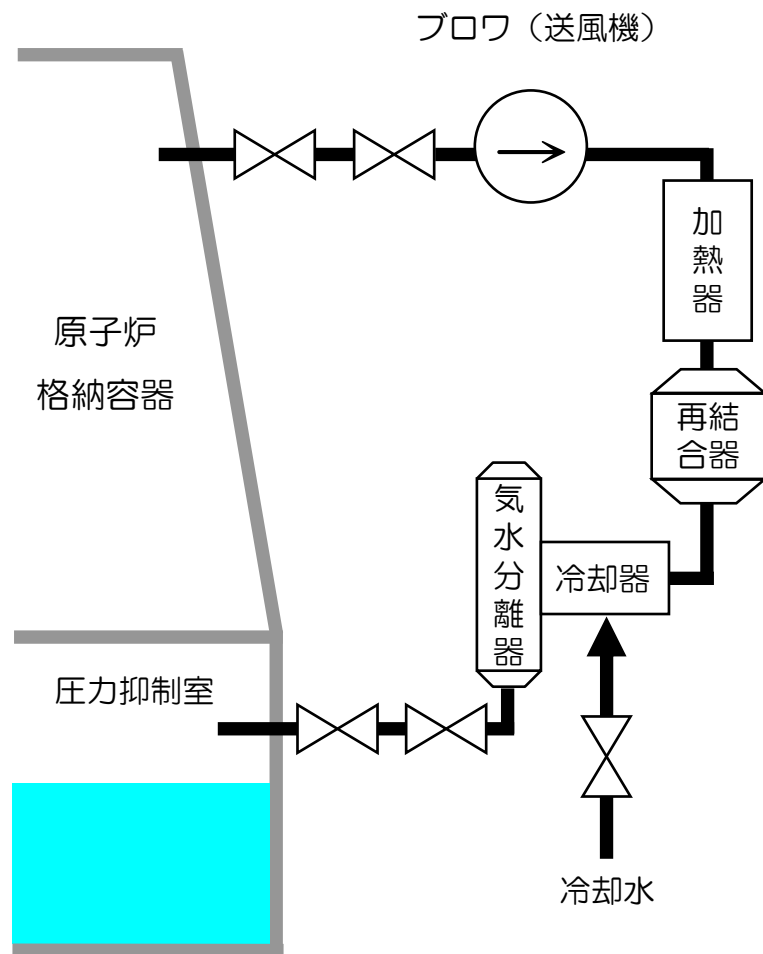 ブロワ（送風機）
加熱器
原子炉
格納容器
再結
合器
気水分離器
冷却器
圧力抑制室
冷却水